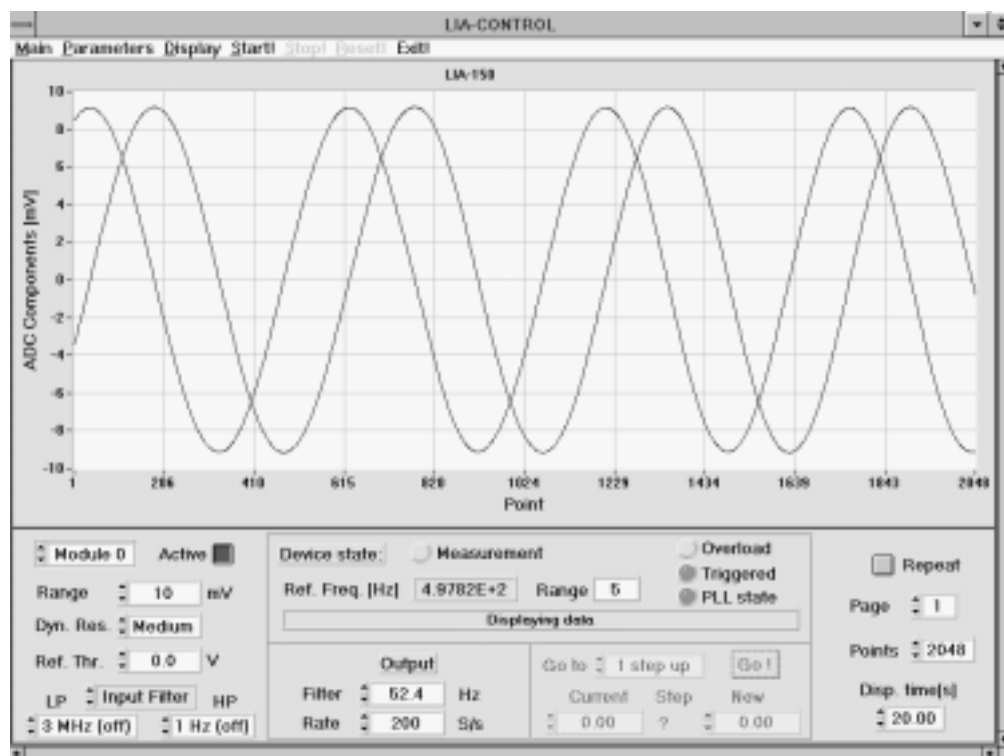 LIA-CONTROL
Main Parameters Display Start! Stop! Reset! Exit!
LIA-150
ADC Components [mV]
10
8
6
4
2
0
-2
-4
-6
-8
-10
1 206 410 615 820 1024 1229 1434 1639 1843 2048
Point
Module 0 Active
Range 10 mV
Dyn. Res. Medium
Ref. Thr. 0.0 V
LP Input Filter HP
3 MHz (off) 1 Hz (off)
Device state: Measurement
Overload
Triggered
PLL state
Ref. Freq. [Hz] 4.9782E+2 Range 5
Displaying data
Output
Filter 52.4 Hz
Rate 200 S/s
Go to 1 step up Go !
Current Step New
0.00 ? 0.00
Repeat
Page 1
Points 2048
Disp. time[s]
20.00